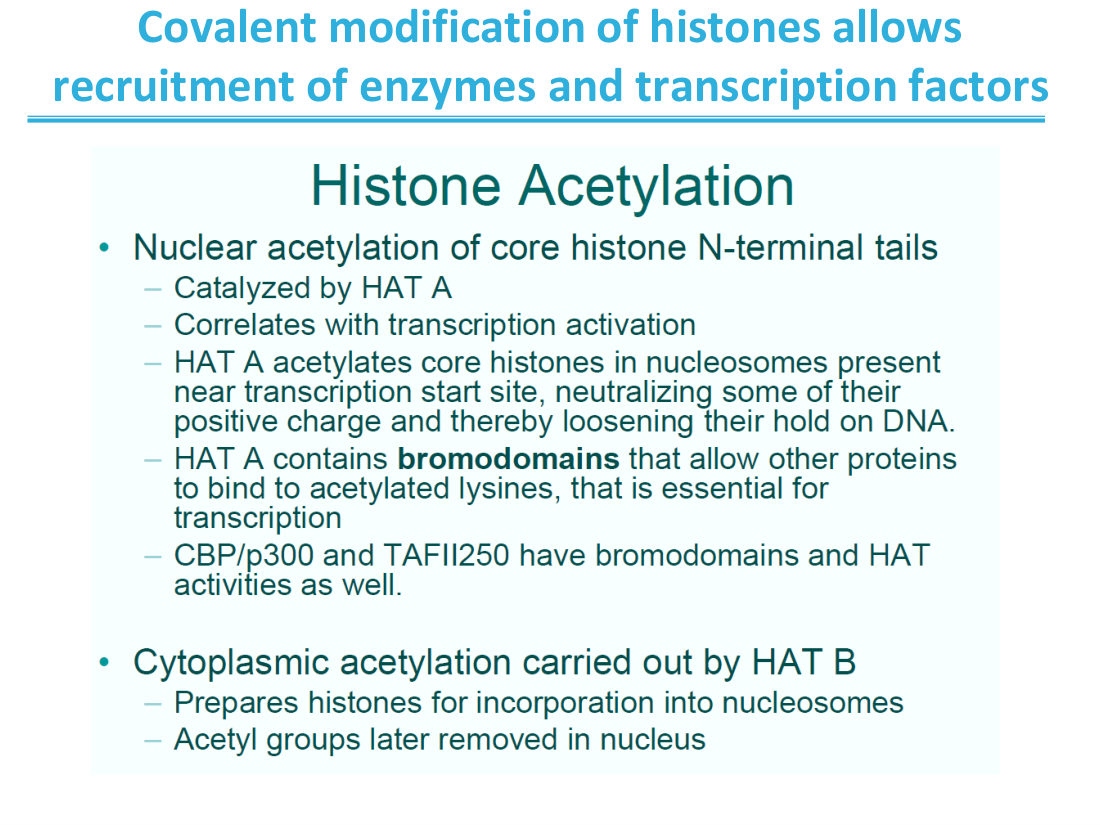 Covalent modification of histones allows
recruitment of enzymes and transcription factors
Histone Acetylation
• Nuclear acetylation of core histone N-terminal tails
– Catalyzed by HAT A
– Correlates with transcription activation
– HAT A acetylates core histones in nucleosomes present
near transcription start site, neutralizing some of their
positive charge and thereby loosening their hold on DNA.
– HAT A contains bromodomains that allow other proteins
to bind to acetylated lysines, that is essential for
transcription
– CBP/p300 and TAFII250 have bromodomains and HAT
activities as well.
• Cytoplasmic acetylation carried out by HAT B
– Prepares histones for incorporation into nucleosomes
– Acetyl groups later removed in nucleus